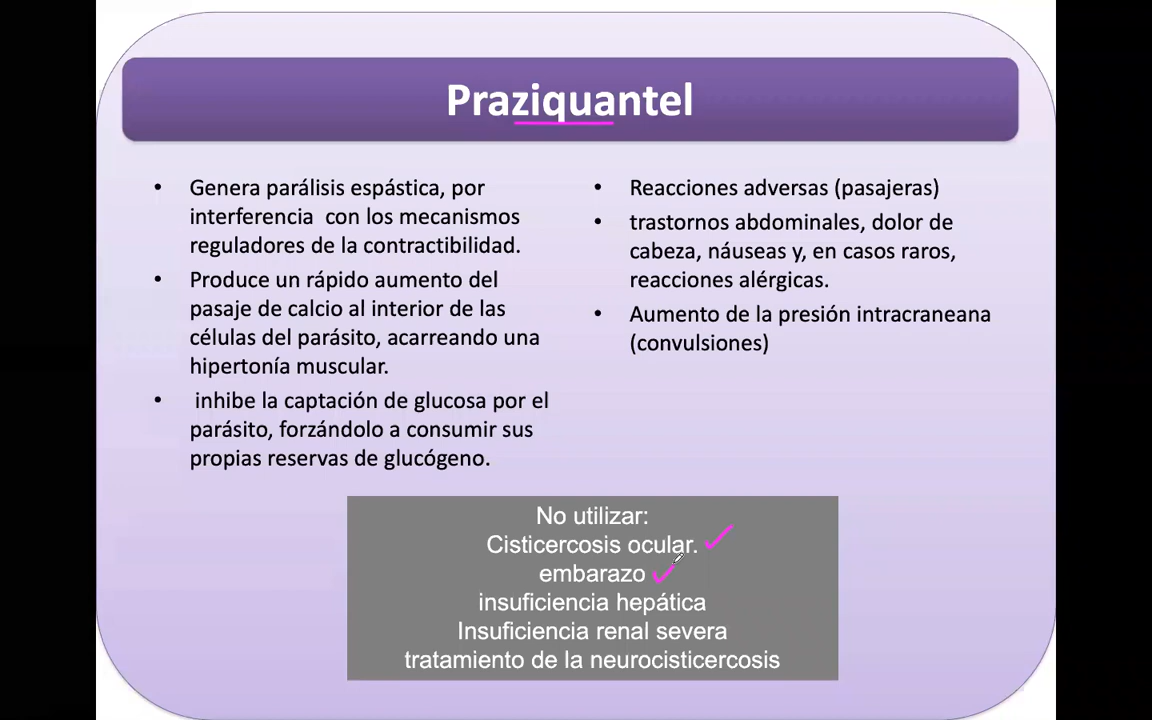 Praziquantel
• Genera parálisis espástica, por
interferencia con los mecanismos
reguladores de la contractibilidad.
• Produce un rápido aumento del
pasaje de calcio al interior de las
células del parásito, acarreando una
hipertonía muscular.
• inhibe la captación de glucosa por el
parásito, forzándolo a consumir sus
propias reservas de glucógeno.
• Reacciones adversas (pasajeras)
• trastornos abdominales, dolor de
cabeza, náuseas y, en casos raros,
reacciones alérgicas.
• Aumento de la presión intracraneana
(convulsiones)
No utilizar:
Cisticercosis ocular.
embarazo
insuficiencia hepática
Insuficiencia renal severa
tratamiento de la neurocisticercosis